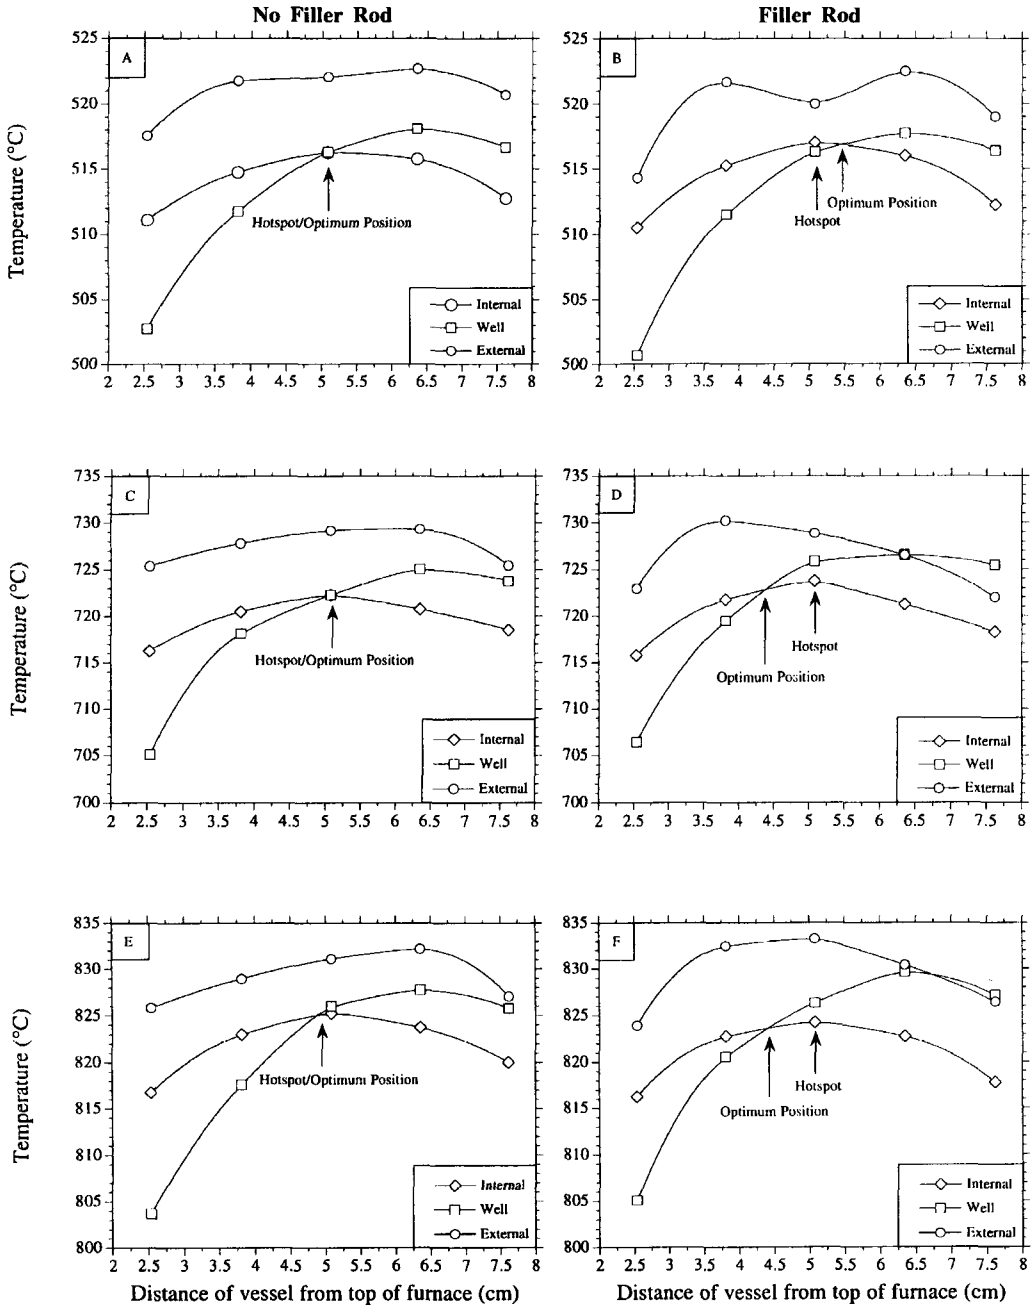 No Filler Rod
Filler Rod
Temperature (°C)
525
520
515
510
505
500
A
Hotspot/Optimum Position
Internal
Well
External
2 2.5 3 3.5 4 4.5 5 5.5 6 6.5 7 7.5 8
525
520
515
510
505
500
B
Optimum Position
Hotspot
Internal
Well
External
2 2.5 3 3.5 4 4.5 5 5.5 6 6.5 7 7.5 8
Temperature (°C)
735
730
725
720
715
710
705
700
C
Hotspot/Optimum Position
Internal
Well
External
2 2.5 3 3.5 4 4.5 5 5.5 6 6.5 7 7.5 8
735
730
725
720
715
710
705
700
D
Hotspot
Optimum Position
Internal
Well
External
2 2.5 3 3.5 4 4.5 5 5.5 6 6.5 7 7.5 8
Temperature (°C)
835
830
825
820
815
810
805
800
E
Hotspot/Optimum Position
Internal
Well
External
2 2.5 3 3.5 4 4.5 5 5.5 6 6.5 7 7.5 8
Distance of vessel from top of furnace (cm)
835
830
825
820
815
810
805
800
F
Hotspot
Optimum Position
Internal
Well
External
2 2.5 3 3.5 4 4.5 5 5.5 6 6.5 7 7.5 8
Distance of vessel from top of furnace (cm)